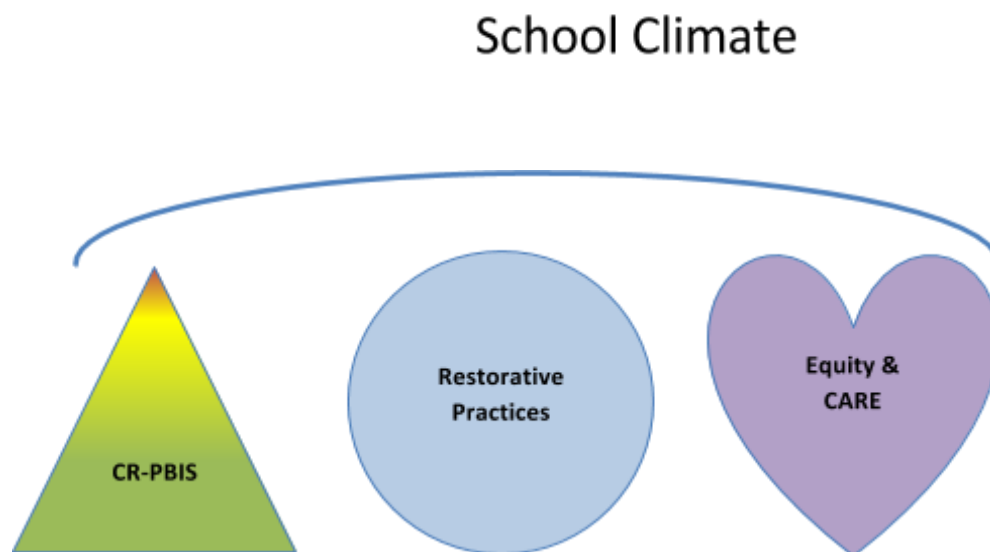 School Climate
CR-PBIS
Restorative
Practices
Equity &
CARE